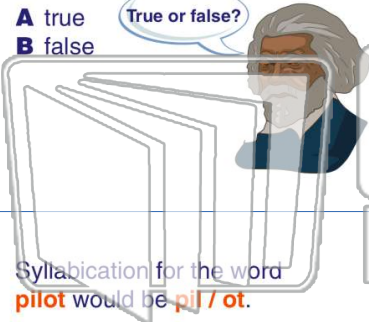 A true
B false
True or false?
Syllabication for the word
pilot would be pil / ot.